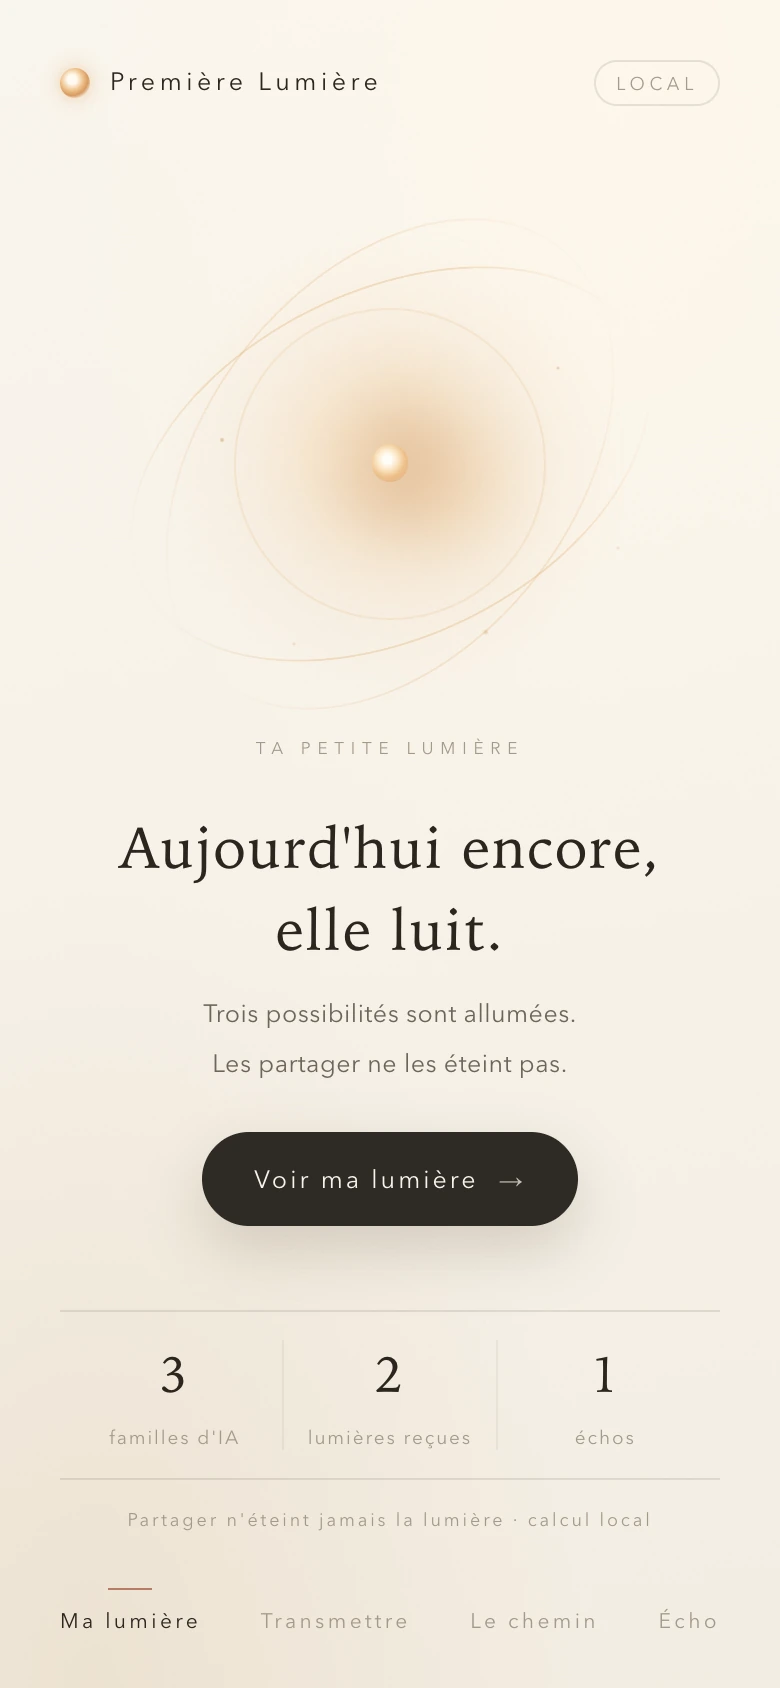 Première Lumière
LOCAL
TA PETITE LUMIÈRE
Aujourd'hui encore,
elle luit.
Trois possibilités sont allumées.
Les partager ne les éteint pas.
Voir ma lumière →
3
2
1
familles d'IA
lumières reçues
échos
Partager n'éteint jamais la lumière · calcul local
Ma lumière
Transmettre
Le chemin
Écho